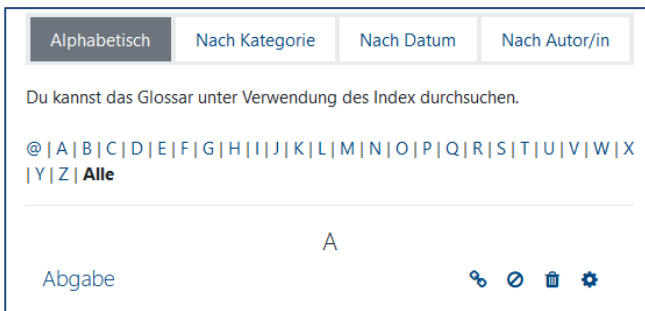 Alphabetisch Nach Kategorie Nach Datum Nach Autor/in
Du kannst das Glossar unter Verwendung des Index durchsuchen.
@ | A | B | C | D | E | F | G | H | I | J | K | L | M | N | O | P | Q | R | S | T | U | V | W | X
| Y | Z | Alle
A
Abgabe